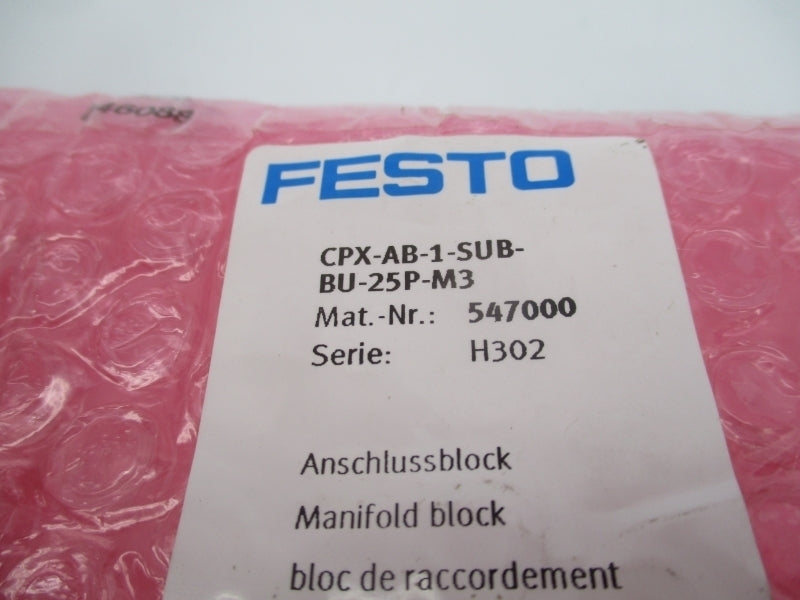 46088
FESTO
CPX-AB-1-SUB-
BU-25P-M3
Mat.-Nr.: 547000
Serie: H302
Anschlussblock
Manifold block
bloc de raccordement